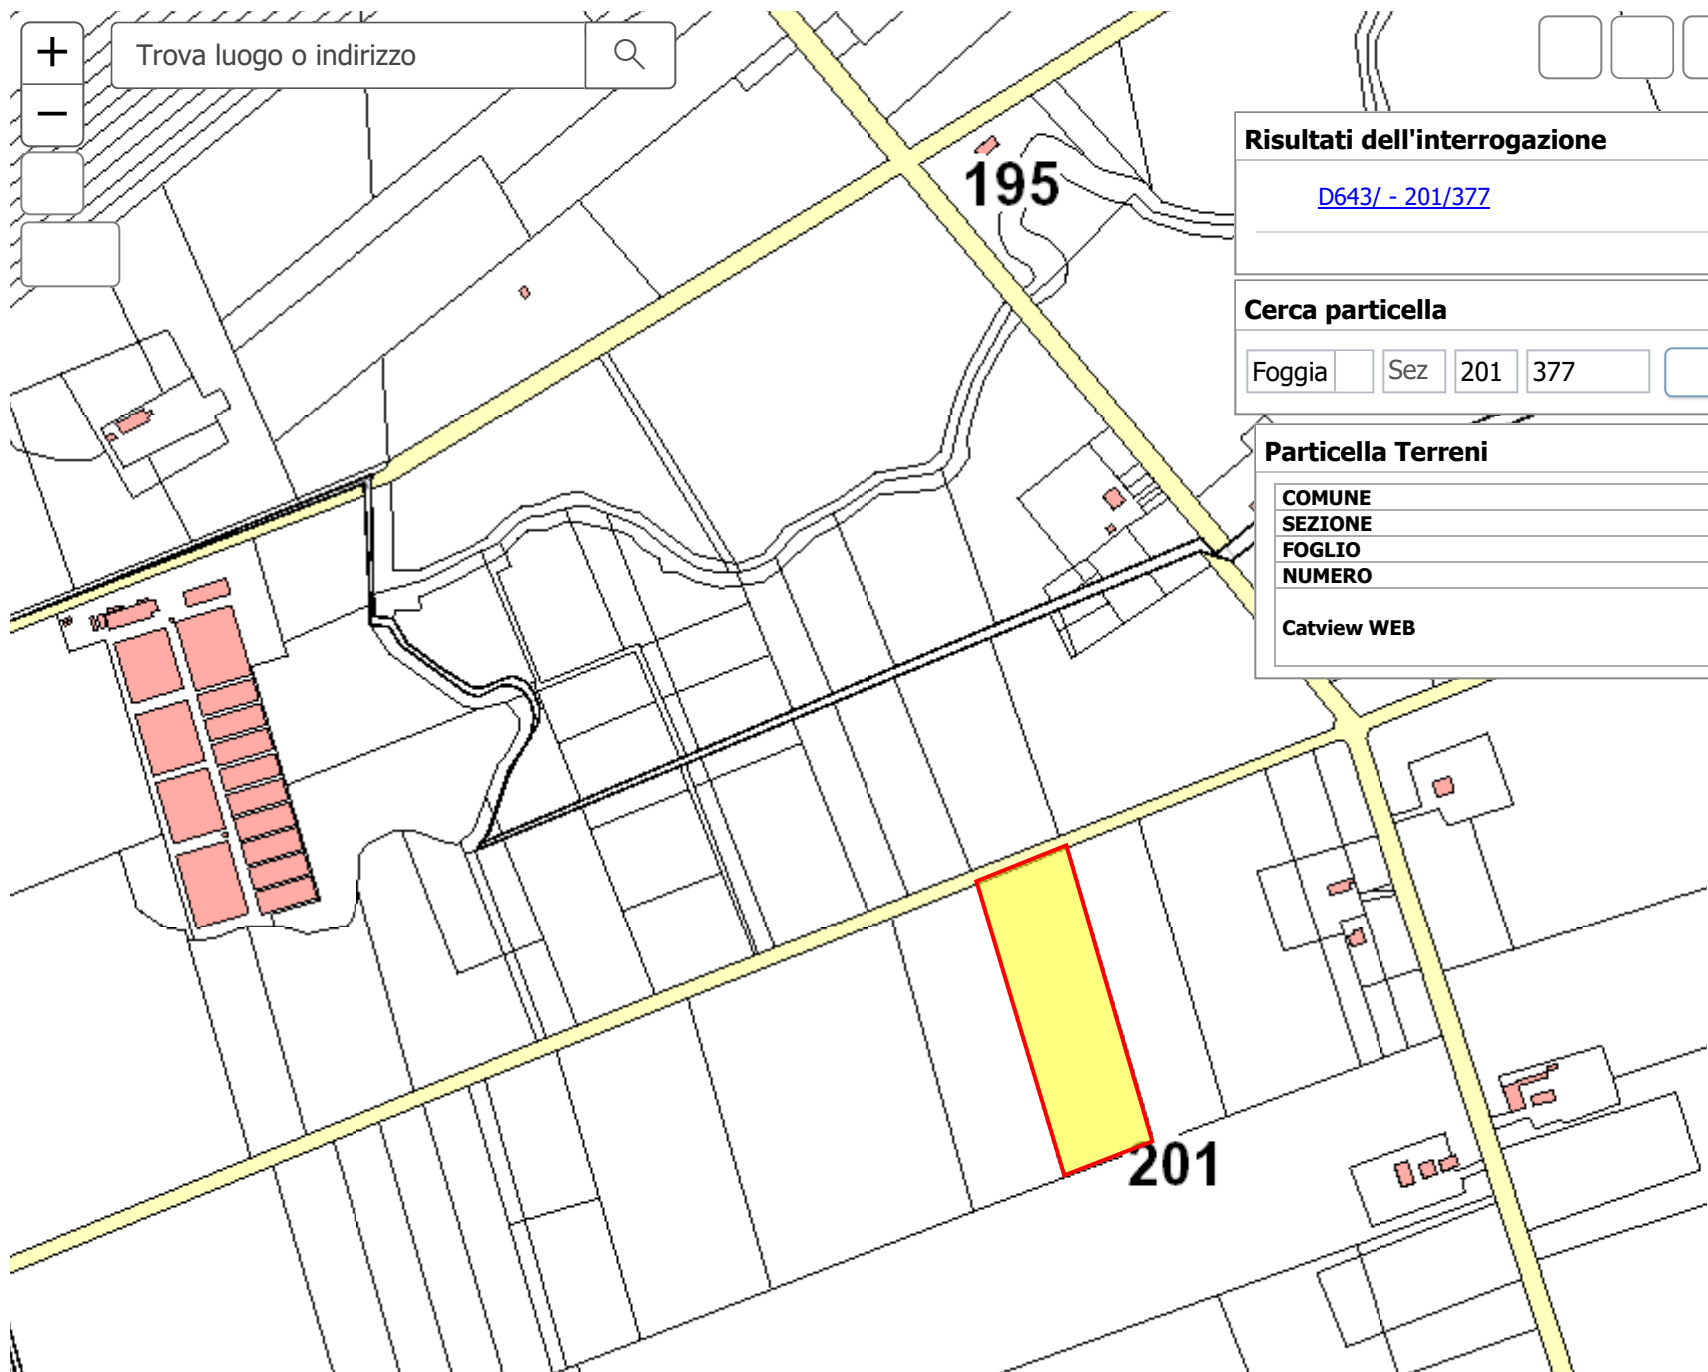 +
Trova luogo o indirizzo
−
Risultati dell'interrogazione
195
D643/ - 201/377
Cerca particella
Foggia Sez 201 377
Particella Terreni
COMUNE
SEZIONE
FOGLIO
NUMERO
Catview WEB
201